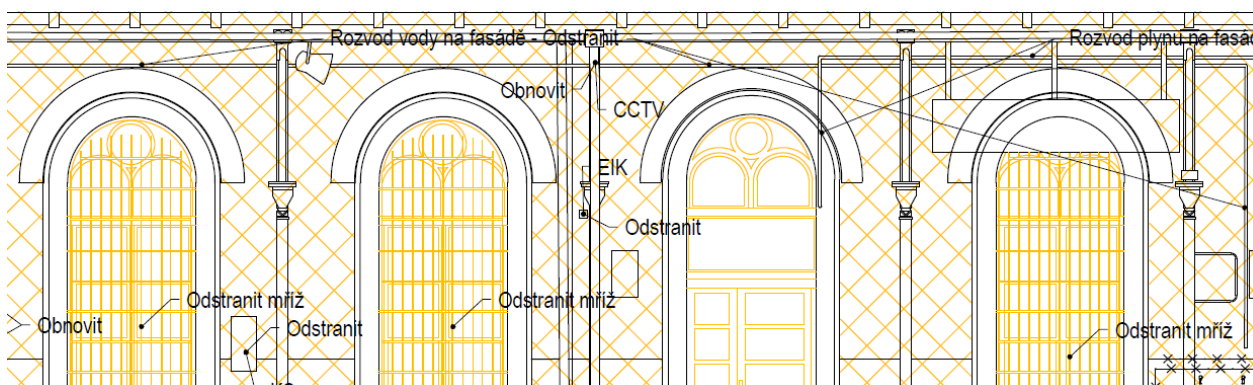 Rozvod vody na fasádě - Odstranit
Rozvod plynu na fasád
Obnovit
CCTV
EIK
Odstranit
Odstranit mříž
Odstranit mříž
Obnovit
Odstranit
Odstranit mříž